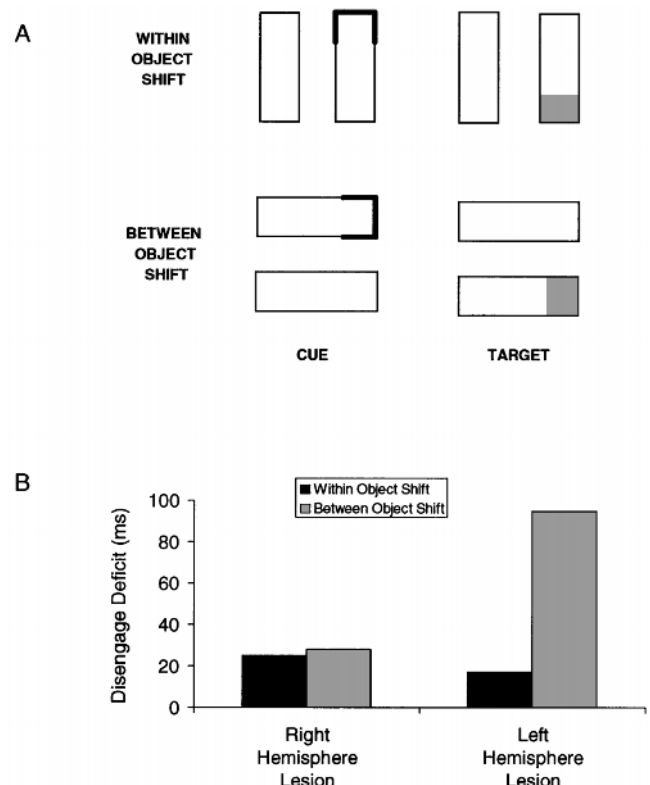 A
WITHIN
OBJECT
SHIFT
BETWEEN
OBJECT
SHIFT
CUE
TARGET
B
Within Object Shift
Between Object Shift
Disengage Deficit (ms)
100
80
60
40
20
0
Right
Hemisphere
Lesion
Left
Hemisphere
Lesion